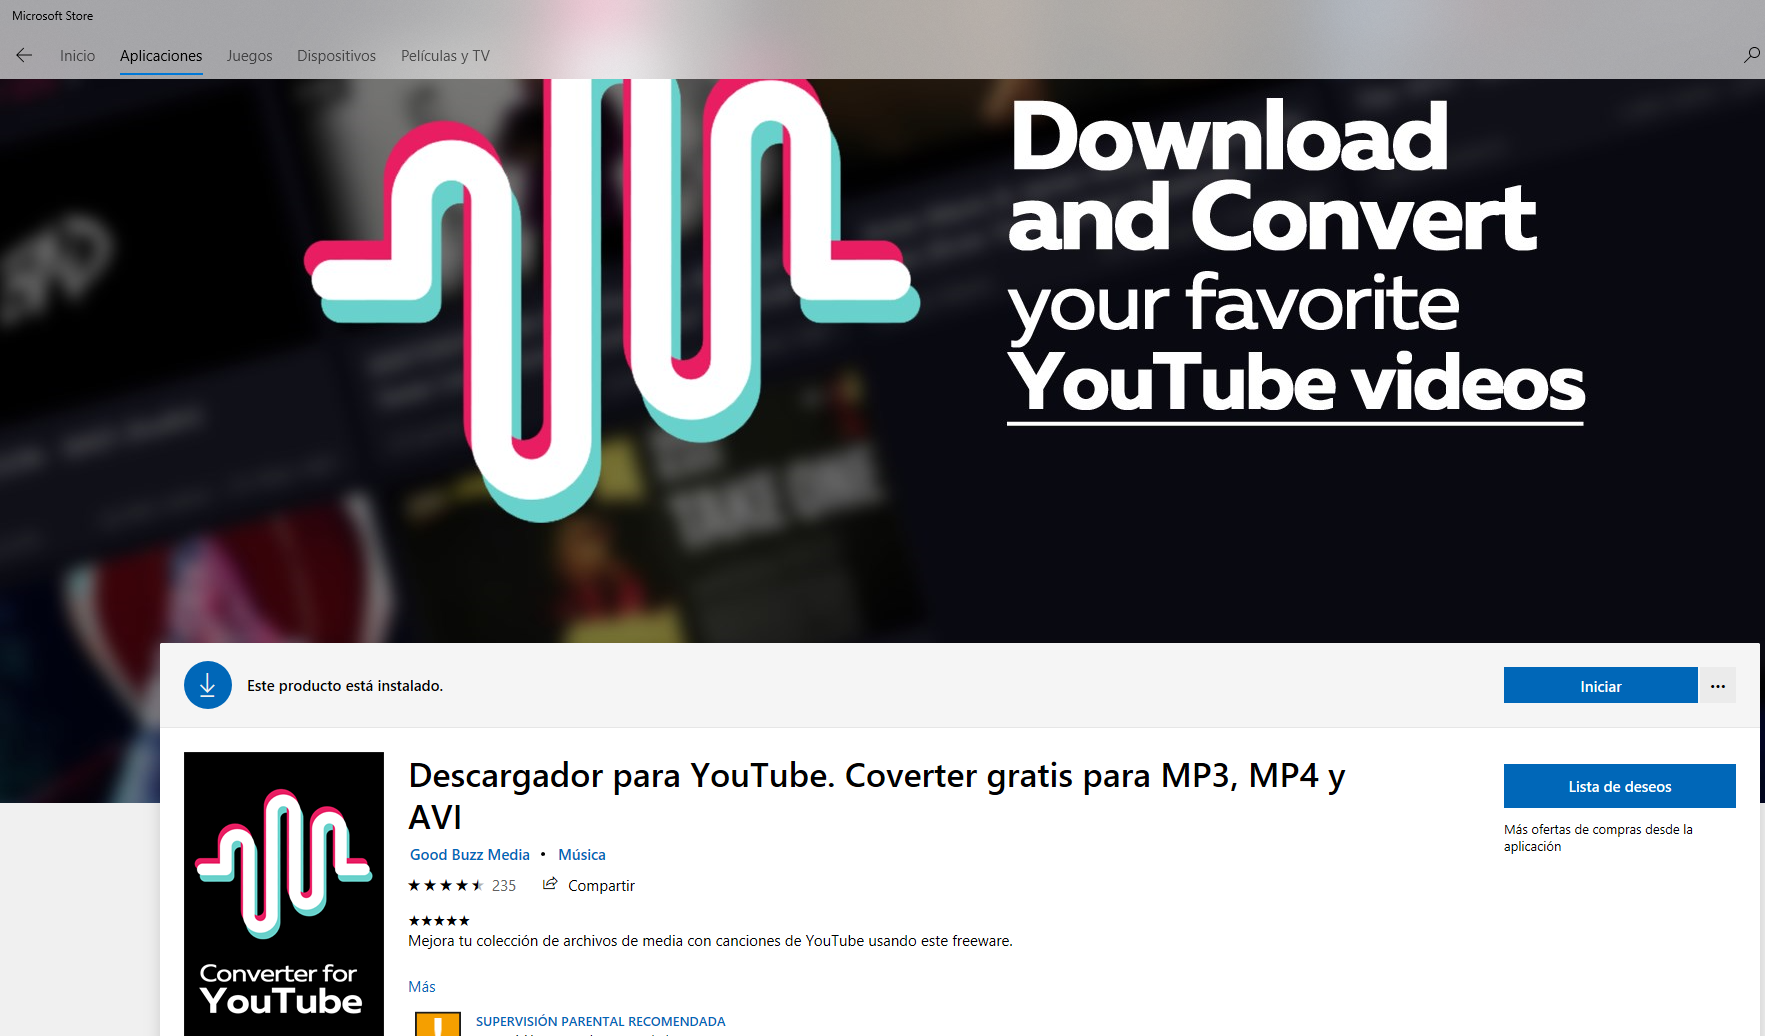 Microsoft Store
Inicio Aplicaciones Juegos Dispositivos Películas y TV
Download
and Convert
your favorite
YouTube videos
TAKE ONE
Este producto está instalado.
Iniciar
Descargador para YouTube. Coverter gratis para MP3, MP4 y
AVI
Lista de deseos
Más ofertas de compras desde la
aplicación
Good Buzz Media • Música
235 Compartir
★★★★★
Mejora tu colección de archivos de media con canciones de YouTube usando este freeware.
Más
Converter for
YouTube
SUPERVISIÓN PARENTAL RECOMENDADA